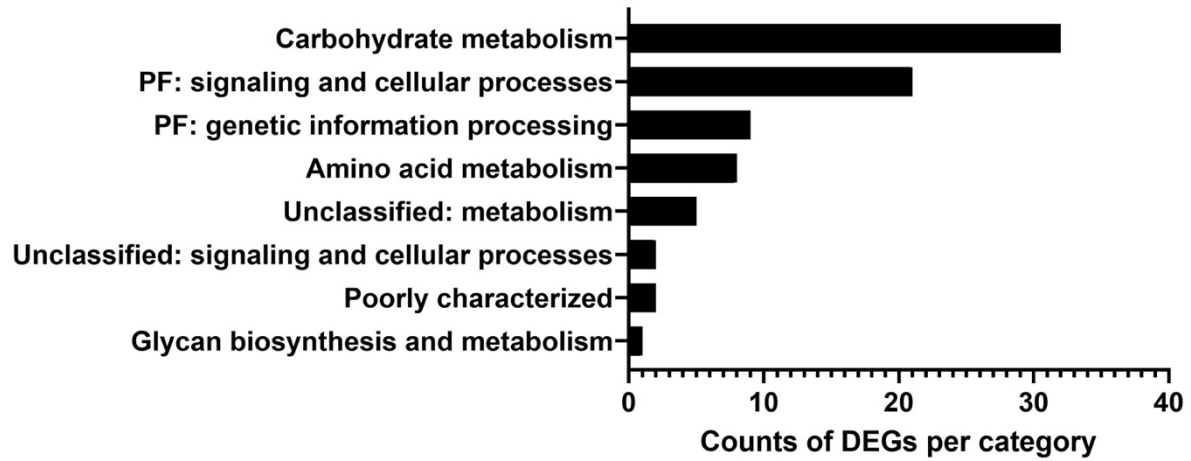 Carbohydrate metabolism
PF: signaling and cellular processes
PF: genetic information processing
Amino acid metabolism
Unclassified: metabolism
Unclassified: signaling and cellular processes
Poorly characterized
Glycan biosynthesis and metabolism
0 10 20 30 40
Counts of DEGs per category